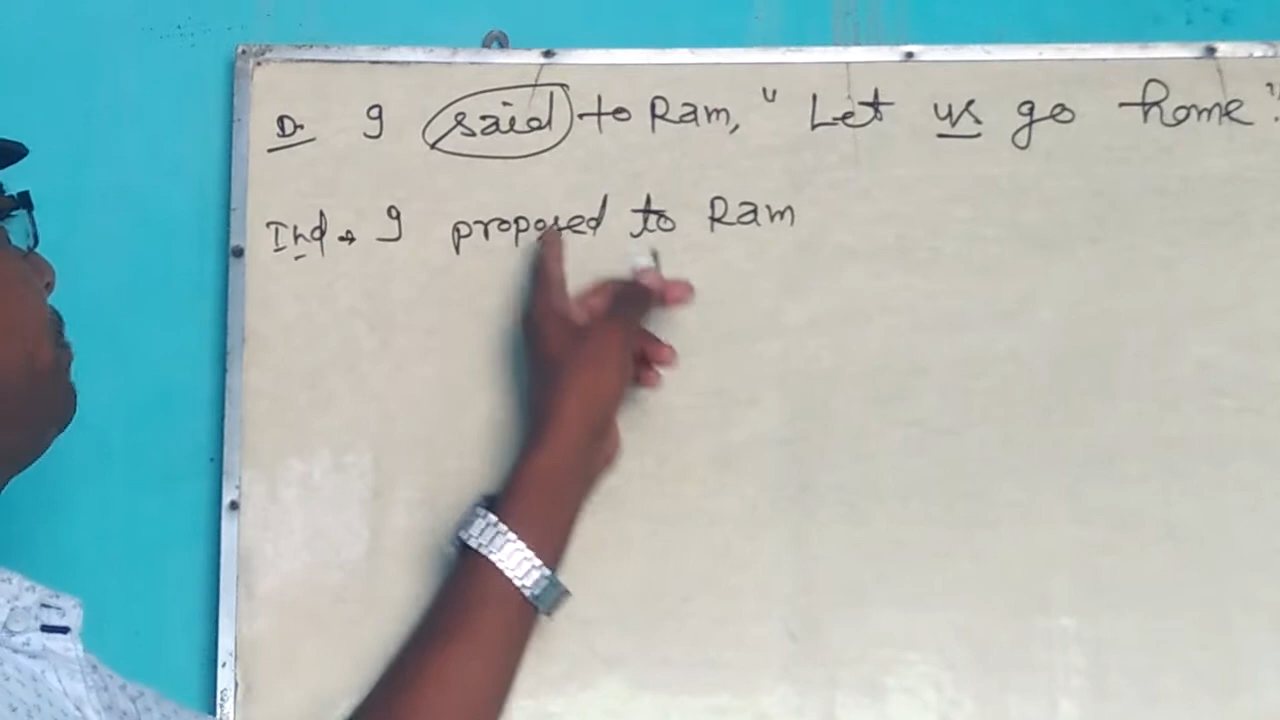 D. I said to Ram, "Let us go home".
Ind → I proposed to Ram